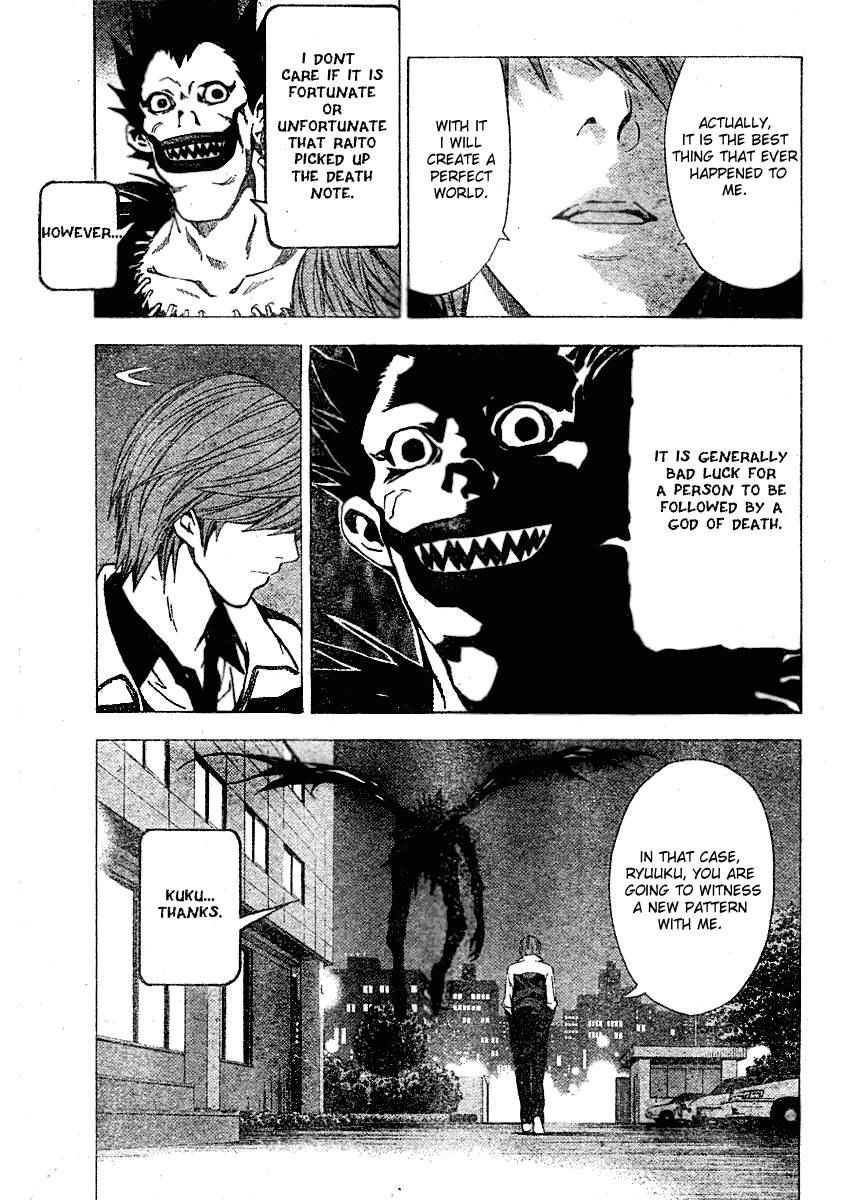 ACTUALLY,
IT IS THE BEST
THING THAT EVER
HAPPENED TO
ME.
WITH IT
I WILL
CREATE A
PERFECT
WORLD.
I DONT
CARE IF IT IS
FORTUNATE
OR
UNFORTUNATE
THAT RAITO
PICKED UP
THE DEATH
NOTE.
HOWEVER...
IT IS GENERALLY
BAD LUCK FOR
A PERSON TO BE
FOLLOWED BY A
GOD OF DEATH.
IN THAT CASE,
RYUUKU, YOU ARE
GOING TO WITNESS
A NEW PATTERN
WITH ME.
KUKU...
THANKS.